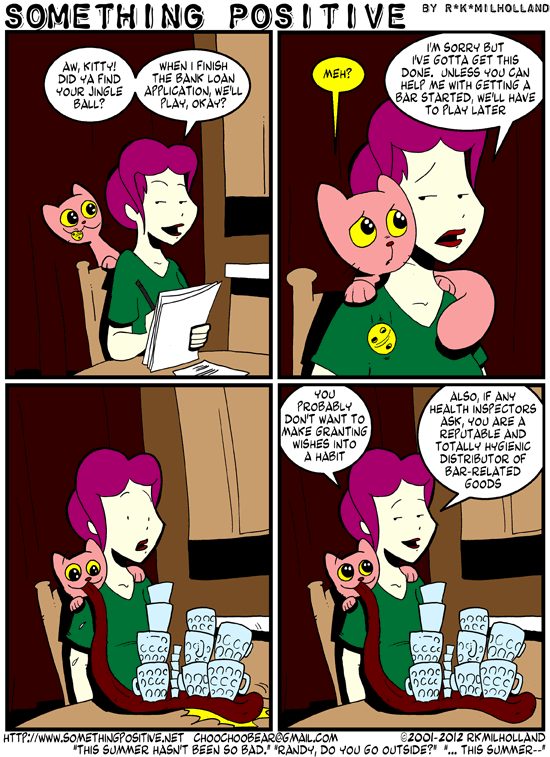 SOMETHING POSITIVE BY R*K*MILHOLLAND
AW, KITTY!
DID YA FIND
YOUR JINGLE
BALL?
WHEN I FINISH
THE BANK LOAN
APPLICATION, WE'LL
PLAY, OKAY?
MEH?
I'M SORRY BUT
I'VE GOTTA GET THIS
DONE. UNLESS YOU CAN
HELP ME WITH GETTING A
BAR STARTED, WE'LL HAVE
TO PLAY LATER
YOU
PROBABLY
DON'T WANT TO
MAKE GRANTING
WISHES INTO
A HABIT
ALSO, IF ANY
HEALTH INSPECTORS
ASK, YOU ARE A
REPUTABLE AND
TOTALLY HYGIENIC
DISTRIBUTOR OF
BAR-RELATED
GOODS
HTTP://WWW.SOMETHINGPOSITIVE.NET CHOOCHOOBEAR@GMAIL.COM ©2001-2012 RKMILHOLLAND
"THIS SUMMER HASN'T BEEN SO BAD." "RANDY, DO YOU GO OUTSIDE?" "... THIS SUMMER--"